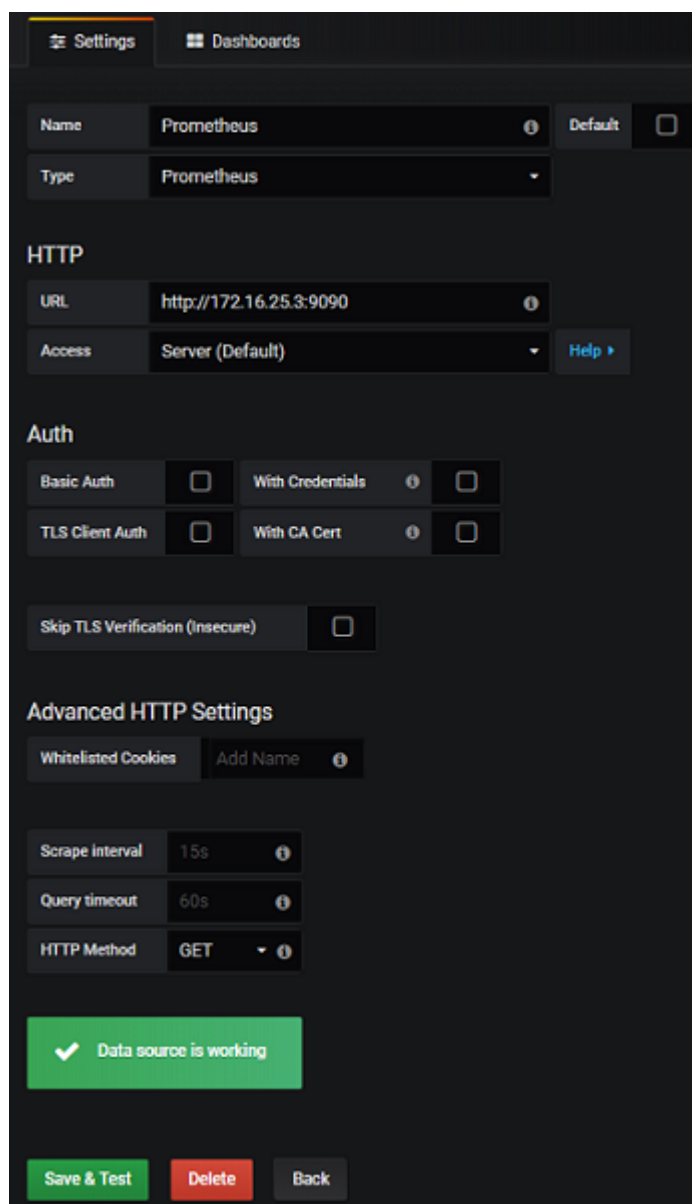 Settings Dashboards
Name Prometheus Default
Type Prometheus
HTTP
URL http://172.16.25.3:9090
Access Server (Default) Help
Auth
Basic Auth With Credentials
TLS Client Auth With CA Cert
Skip TLS Verification (Insecure)
Advanced HTTP Settings
Whitelisted Cookies Add Name
Scrape interval 15s
Query timeout 60s
HTTP Method GET
Data source is working
Save & Test Delete Back